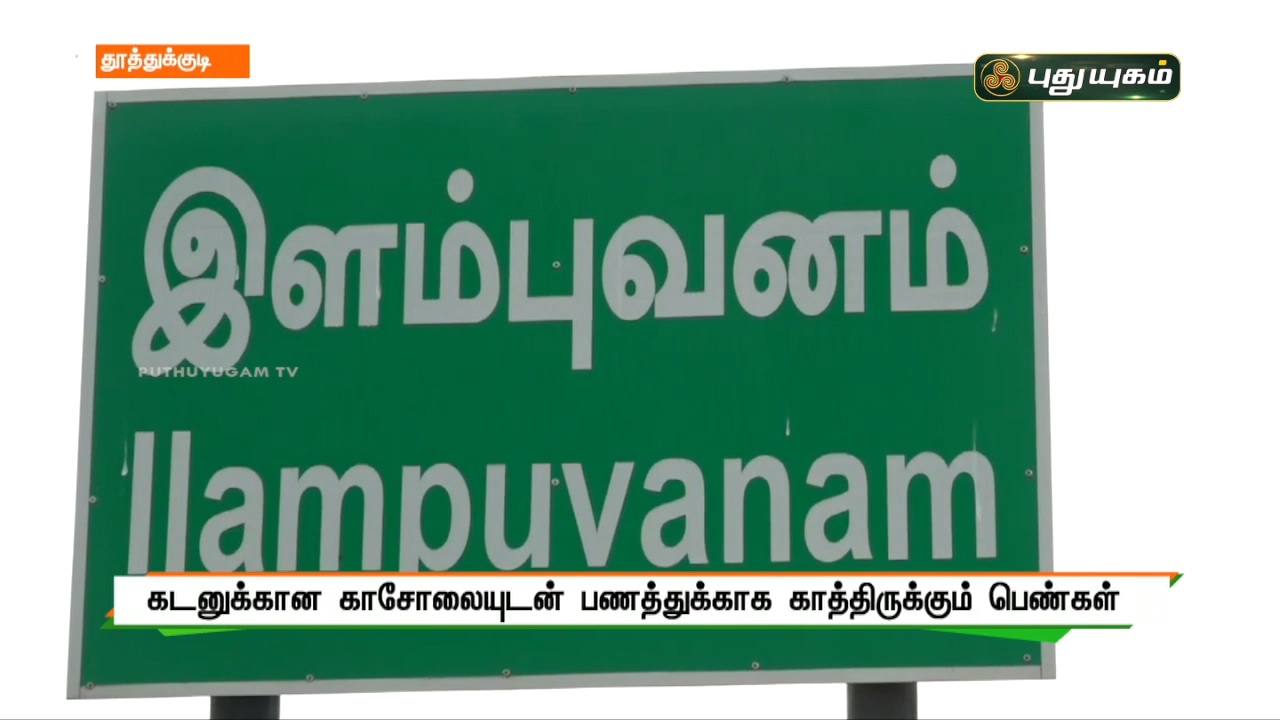 தூத்துக்குடி
புதுயுகம்
இளம்புவனம்
PUTHUYUGAM TV
Ilampuvanam
கடனுக்கான காசோலையுடன் பணத்துக்காக காத்திருக்கும் பெண்கள்